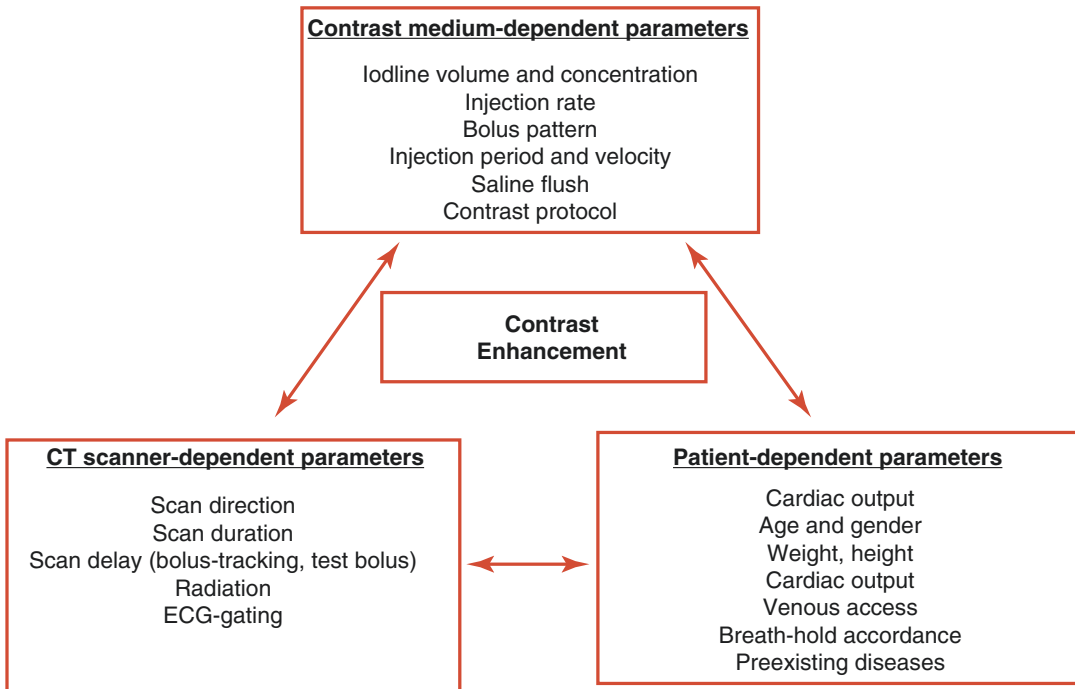 Contrast medium-dependent parameters
Iodline volume and concentration
Injection rate
Bolus pattern
Injection period and velocity
Saline flush
Contrast protocol
Contrast
Enhancement
CT scanner-dependent parameters
Scan direction
Scan duration
Scan delay (bolus-tracking, test bolus)
Radiation
ECG-gating
Patient-dependent parameters
Cardiac output
Age and gender
Weight, height
Cardiac output
Venous access
Breath-hold accordance
Preexisting diseases